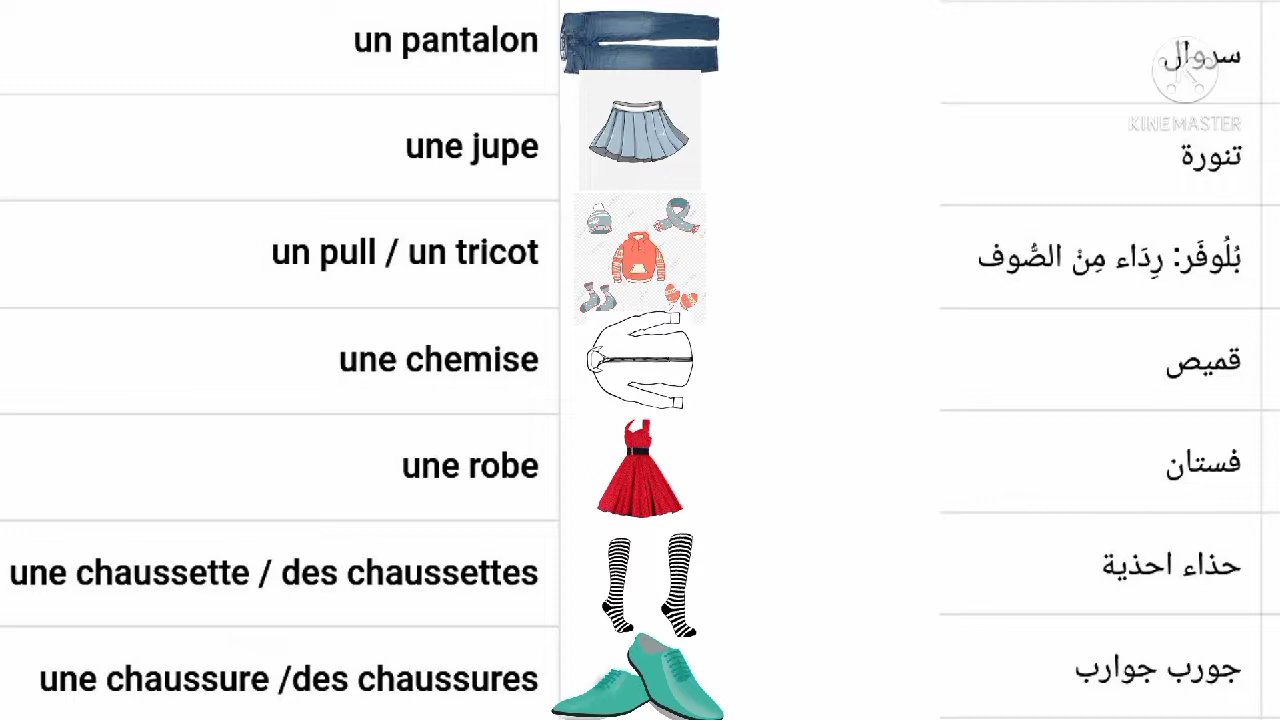 un pantalon
سروال
KINEMASTER
une jupe
تنورة
un pull / un tricot
بُلُوفَر: رِدَاء مِنْ الصُّوف
une chemise
قميص
une robe
فستان
une chaussette / des chaussettes
حذاء احذية
une chaussure /des chaussures
جورب جوارب